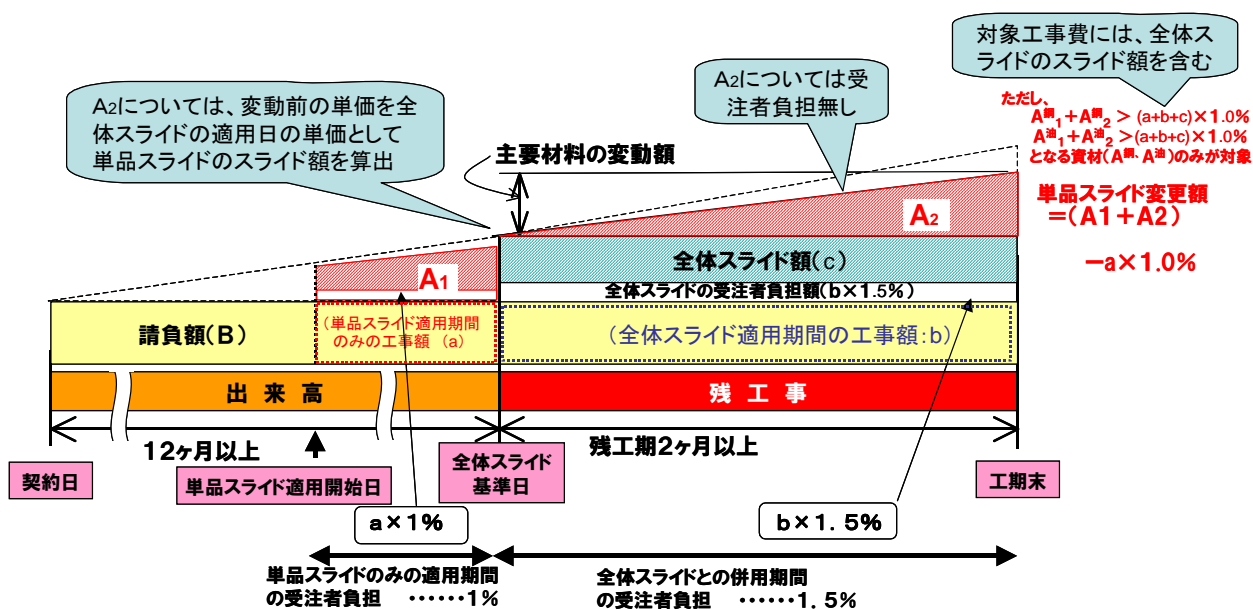 対象工事費には、全体ス
ライドのスライド額を含む
A2については受
注者負担無し
A2については、変動前の単価を全
体スライドの適用日の単価として
単品スライドのスライド額を算出
ただし、
A鋼1+A鋼2>(a+b+c)×1.0%
A油1+A油2>(a+b+c)×1.0%
となる資材(A鋼、A油)のみが対象
主要材料の変動額
単品スライド変更額
=(A1+A2)
-a×1.0%
A2
A1
全体スライド額(c)
全体スライドの受注者負担額(b×1.5%)
請負額(B)
(単品スライド適用期間
のみの工事額 (a)
(全体スライド適用期間の工事額:b)
出来高
残工事
12ヶ月以上
残工期2ヶ月以上
契約日
単品スライド適用開始日
全体スライド
基準日
工期末
a×1%
b×1.5%
単品スライドのみの適用期間
の受注者負担 ……1%
全体スライドとの併用期間
の受注者負担 ……1.5%